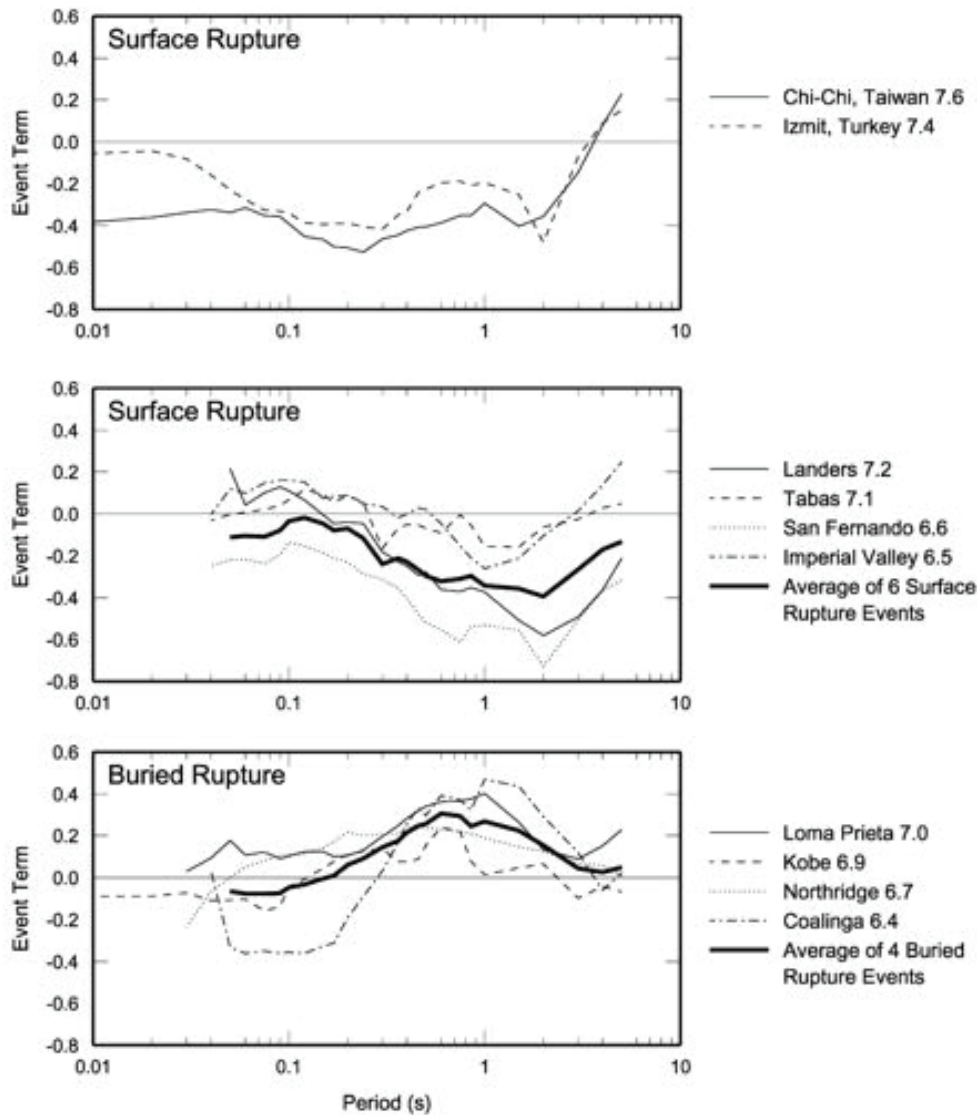 Surface Rupture
0.6
0.4
0.2
0.0
-0.2
-0.4
-0.6
-0.8
Event Term
0.01
0.1
1
10
Chi-Chi, Taiwan 7.6
Izmit, Turkey 7.4
Surface Rupture
0.6
0.4
0.2
0.0
-0.2
-0.4
-0.6
-0.8
Event Term
0.01
0.1
1
10
Landers 7.2
Tabas 7.1
San Fernando 6.6
Imperial Valley 6.5
Average of 6 Surface
Rupture Events
Buried Rupture
0.6
0.4
0.2
0.0
-0.2
-0.4
-0.6
-0.8
Event Term
0.01
0.1
1
10
Period (s)
Loma Prieta 7.0
Kobe 6.9
Northridge 6.7
Coalinga 6.4
Average of 4 Buried
Rupture Events